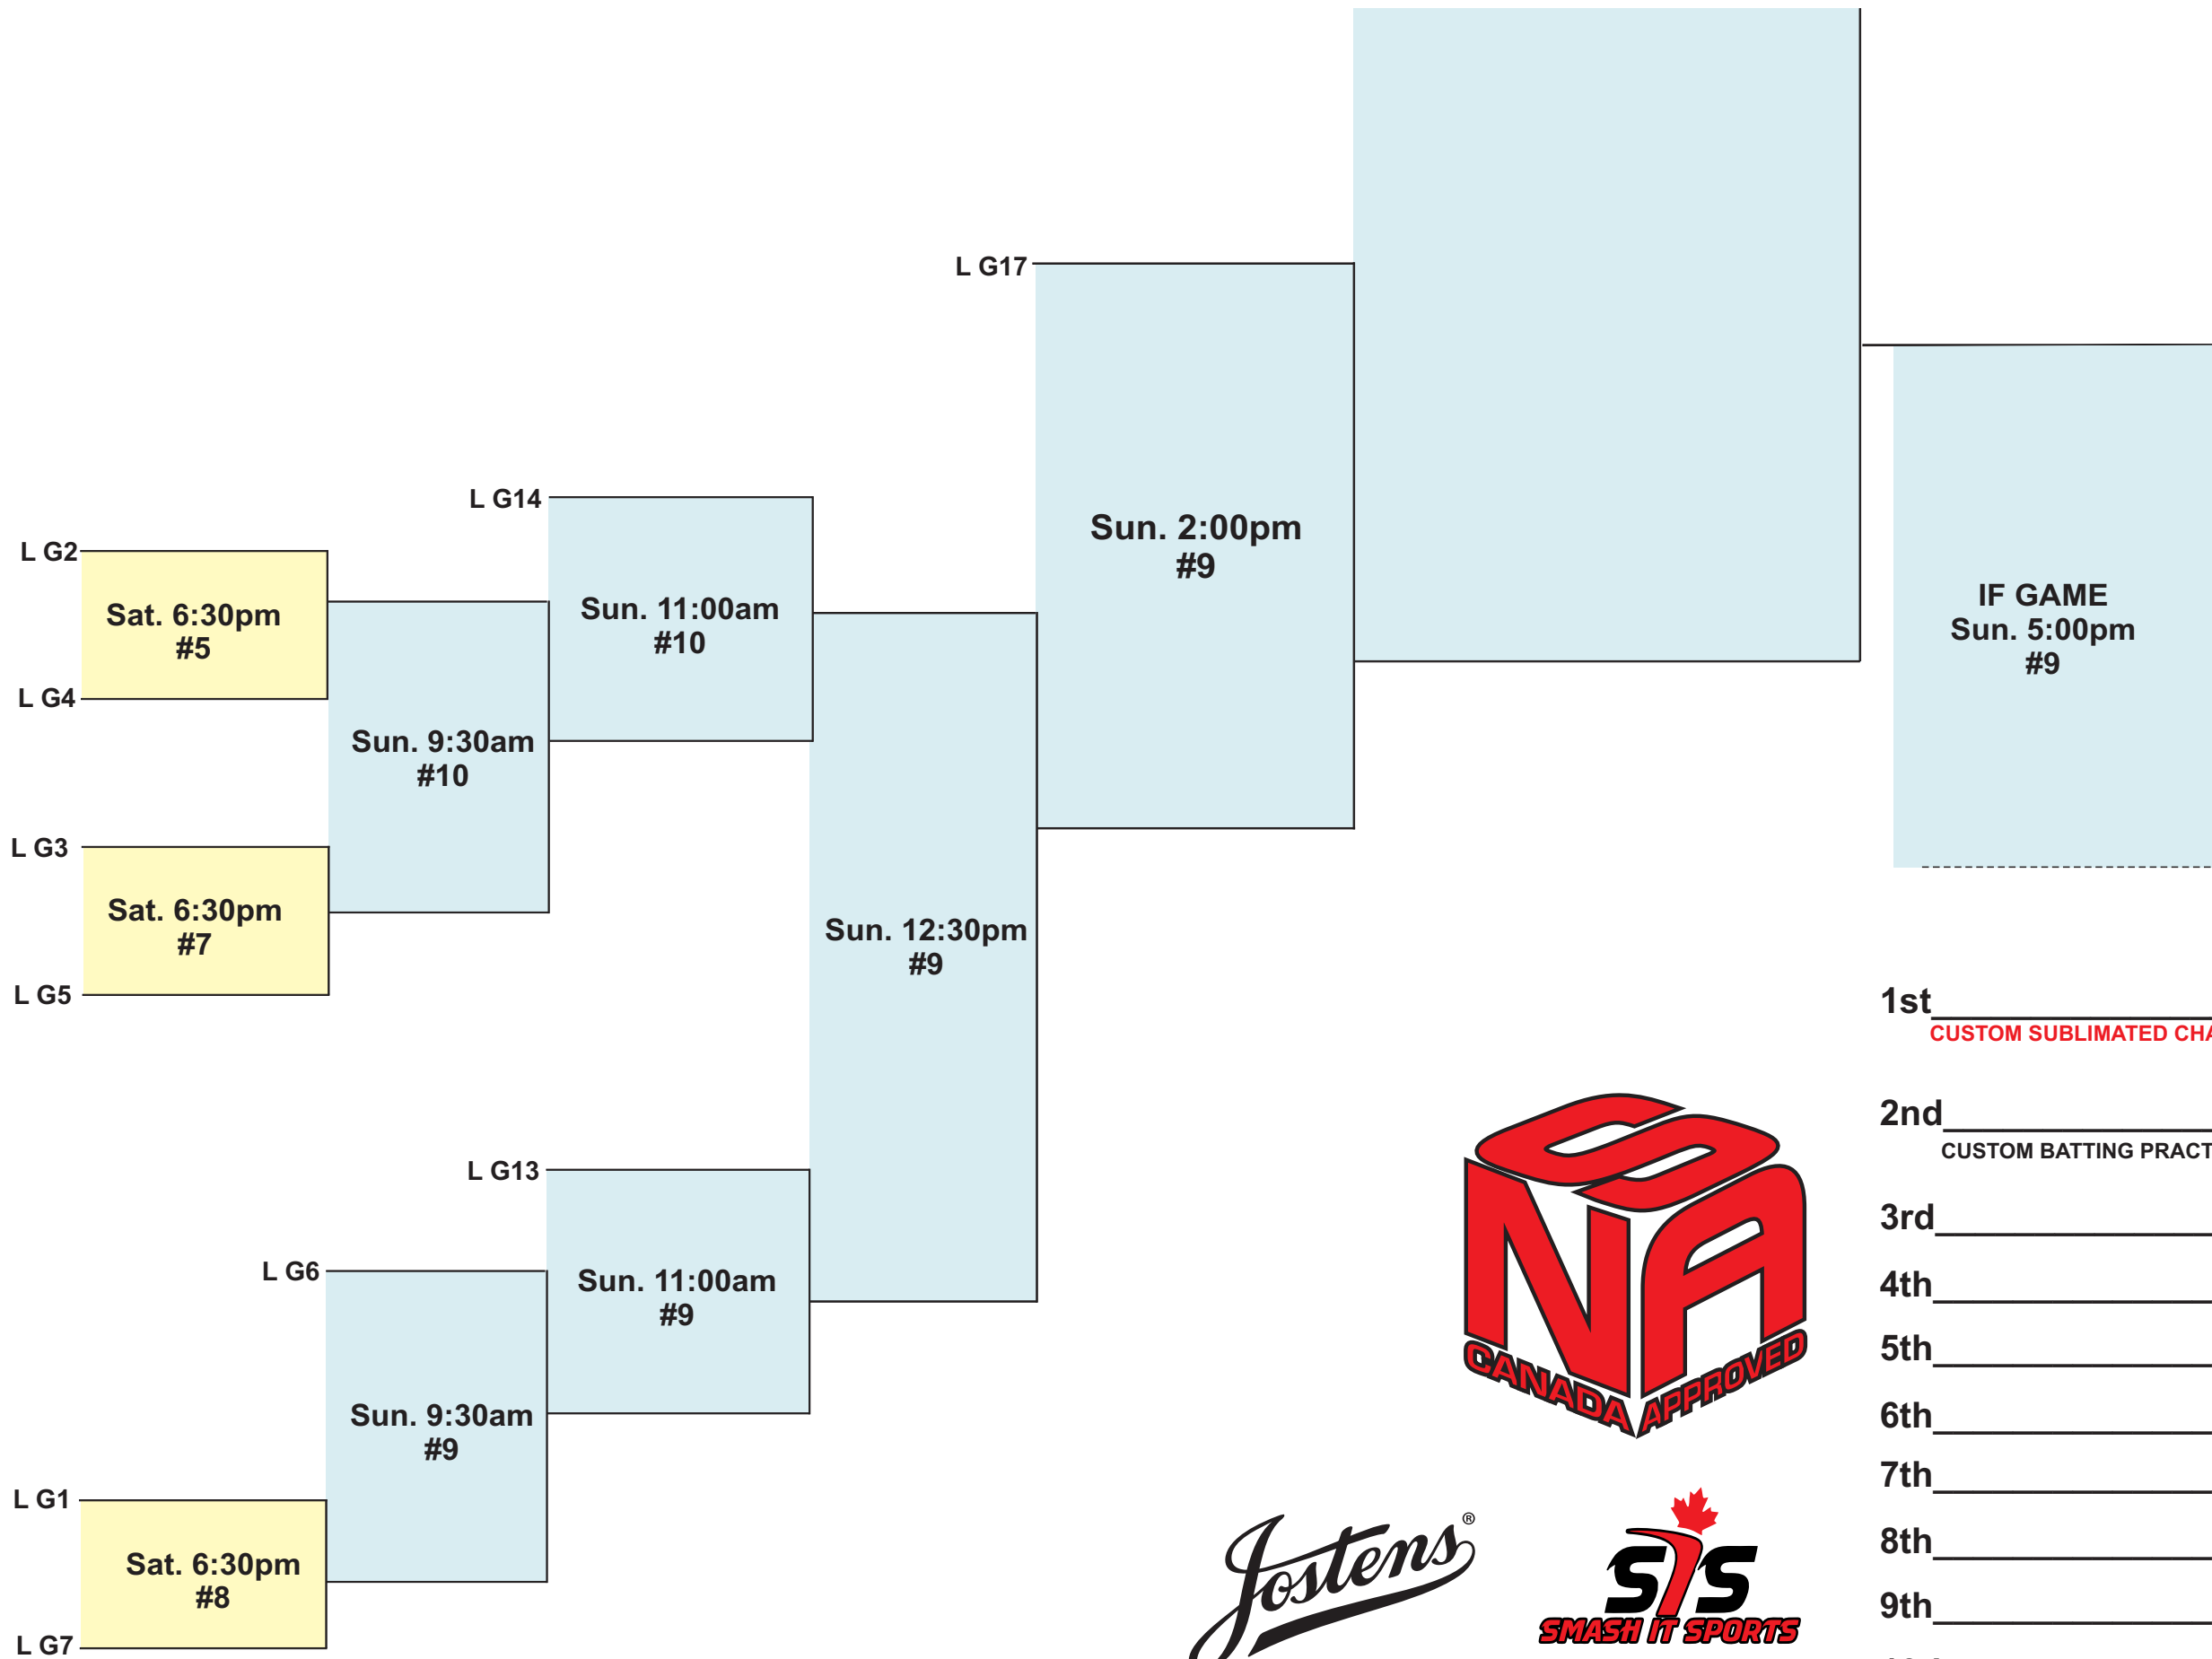 L G17
L G14
Sun. 2:00pm
#9
L G2
Sat. 6:30pm
#5
Sun. 11:00am
#10
IF GAME
Sun. 5:00pm
#9
L G4
Sun. 9:30am
#10
L G3
Sat. 6:30pm
#7
Sun. 12:30pm
#9
L G5
1st
CUSTOM SUBLIMATED CHA
2nd
CUSTOM BATTING PRACT
L G13
3rd
L G6
Sun. 11:00am
#9
4th
5th
NSA
CANADA APPROVED
Sun. 9:30am
#9
6th
7th
L G1
Sat. 6:30pm
#8
Jostens®
SIS
SMASH IT SPORTS
8th
9th
L G7